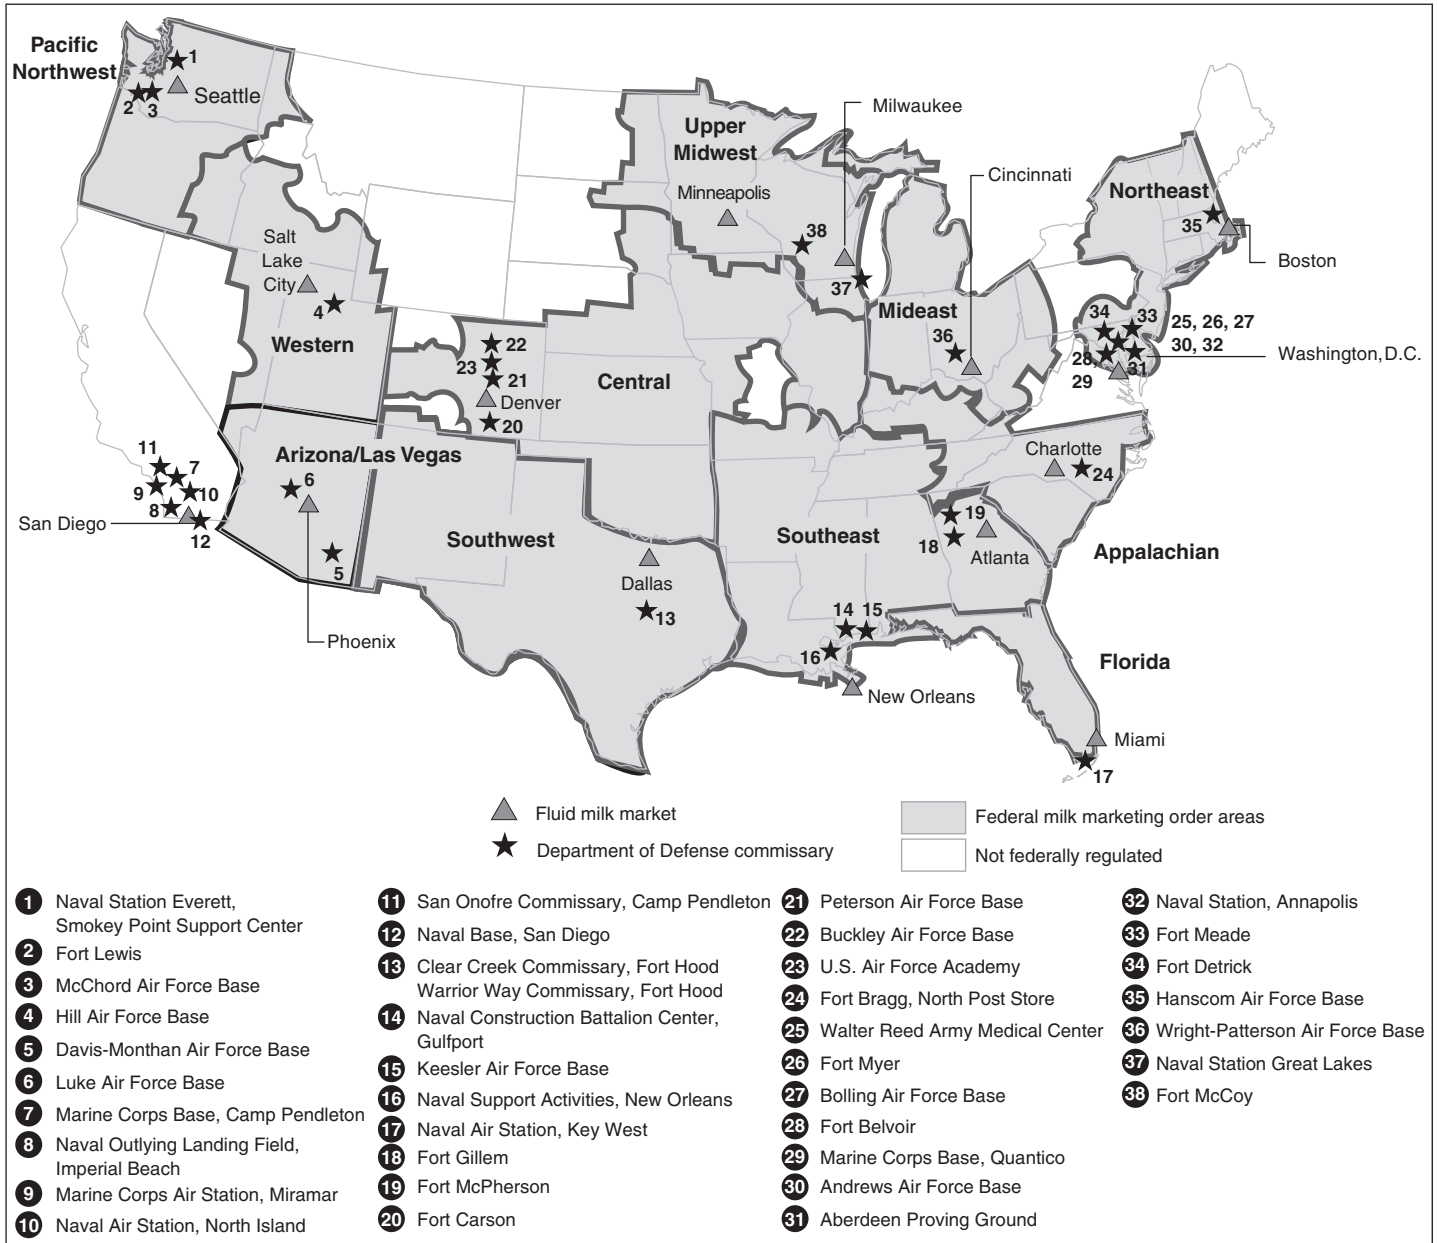 Pacific
Northwest
1
2
3
Seattle
Upper
Midwest
Minneapolis
Milwaukee
Cincinnati
Northeast
35
Boston
38
37
Salt
Lake
City
4
Western
Mideast
36
34
33
25, 26, 27
30, 32
28,
29
31
Washington, D.C.
22
23
21
Denver
20
Central
Arizona/Las Vegas
11
7
9
10
8
San Diego
12
6
5
Phoenix
Southwest
Dallas
13
Southeast
Charlotte
24
19
18
Atlanta
Appalachian
14
15
16
New Orleans
Florida
Miami
17
Fluid milk market
Department of Defense commissary
Federal milk marketing order areas
Not federally regulated
1 Naval Station Everett,
Smokey Point Support Center
2 Fort Lewis
3 McChord Air Force Base
4 Hill Air Force Base
5 Davis-Monthan Air Force Base
6 Luke Air Force Base
7 Marine Corps Base, Camp Pendleton
8 Naval Outlying Landing Field,
Imperial Beach
9 Marine Corps Air Station, Miramar
10 Naval Air Station, North Island
11 San Onofre Commissary, Camp Pendleton
12 Naval Base, San Diego
13 Clear Creek Commissary, Fort Hood
Warrior Way Commissary, Fort Hood
14 Naval Construction Battalion Center,
Gulfport
15 Keesler Air Force Base
16 Naval Support Activities, New Orleans
17 Naval Air Station, Key West
18 Fort Gillem
19 Fort McPherson
20 Fort Carson
21 Peterson Air Force Base
22 Buckley Air Force Base
23 U.S. Air Force Academy
24 Fort Bragg, North Post Store
25 Walter Reed Army Medical Center
26 Fort Myer
27 Bolling Air Force Base
28 Fort Belvoir
29 Marine Corps Base, Quantico
30 Andrews Air Force Base
31 Aberdeen Proving Ground
32 Naval Station, Annapolis
33 Fort Meade
34 Fort Detrick
35 Hanscom Air Force Base
36 Wright-Patterson Air Force Base
37 Naval Station Great Lakes
38 Fort McCoy